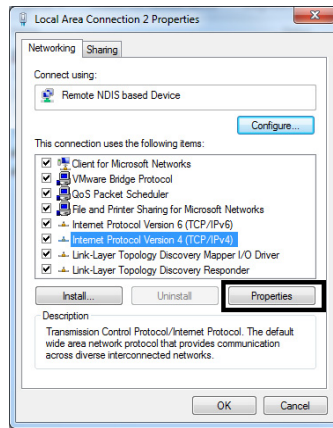 Local Area Connection 2 Properties
Networking Sharing
Connect using:
Remote NDIS based Device
Configure...
This connection uses the following items:
Client for Microsoft Networks
VMware Bridge Protocol
QoS Packet Scheduler
File and Printer Sharing for Microsoft Networks
Internet Protocol Version 6 (TCP/IPv6)
Internet Protocol Version 4 (TCP/IPv4)
Link-Layer Topology Discovery Mapper I/O Driver
Link-Layer Topology Discovery Responder
Install... Uninstall Properties
Description
Transmission Control Protocol/Internet Protocol. The default
wide area network protocol that provides communication
across diverse interconnected networks.
OK Cancel